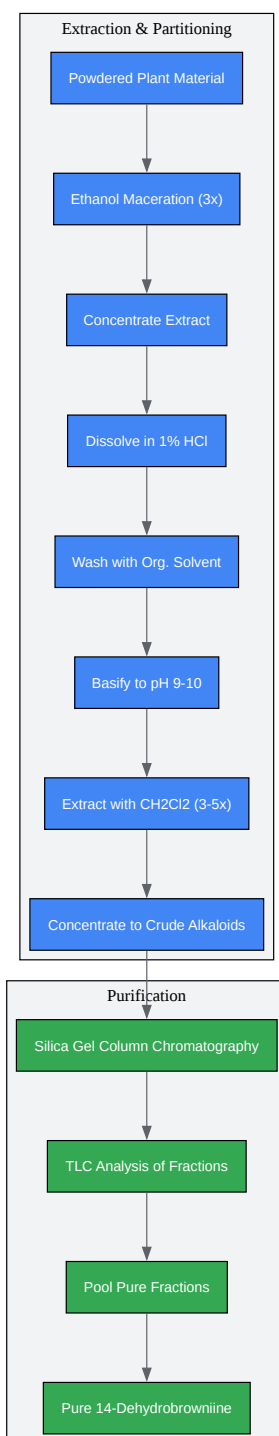 Extraction & Partitioning
Powdered Plant Material
Ethanol Maceration (3x)
Concentrate Extract
Dissolve in 1% HCl
Wash with Org. Solvent
Basify to pH 9-10
Extract with CH2Cl2 (3-5x)
Concentrate to Crude Alkaloids
Purification
Silica Gel Column Chromatography
TLC Analysis of Fractions
Pool Pure Fractions
Pure 14-Dehydrobrowniine